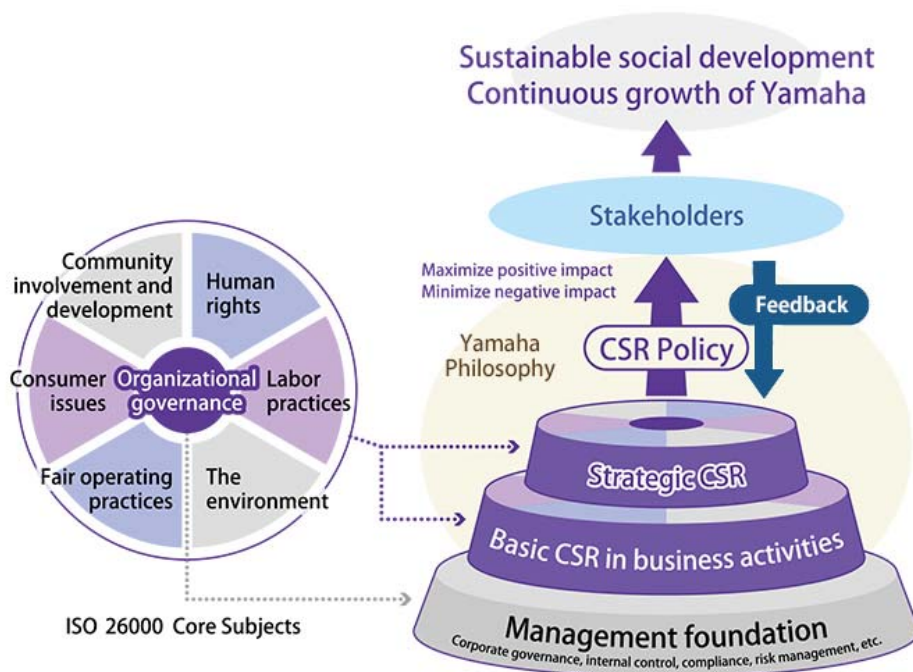 Sustainable social development
Continuous growth of Yamaha
Stakeholders
Maximize positive impact
Minimize negative impact
Feedback
CSR Policy
Yamaha
Philosophy
Strategic CSR
Basic CSR in business activities
Management foundation
Corporate governance, internal control, compliance, risk management, etc.
Community
involvement and
development
Human
rights
Consumer
issues
Organizational
governance
Labor
practices
Fair operating
practices
The
environment
ISO 26000 Core Subjects